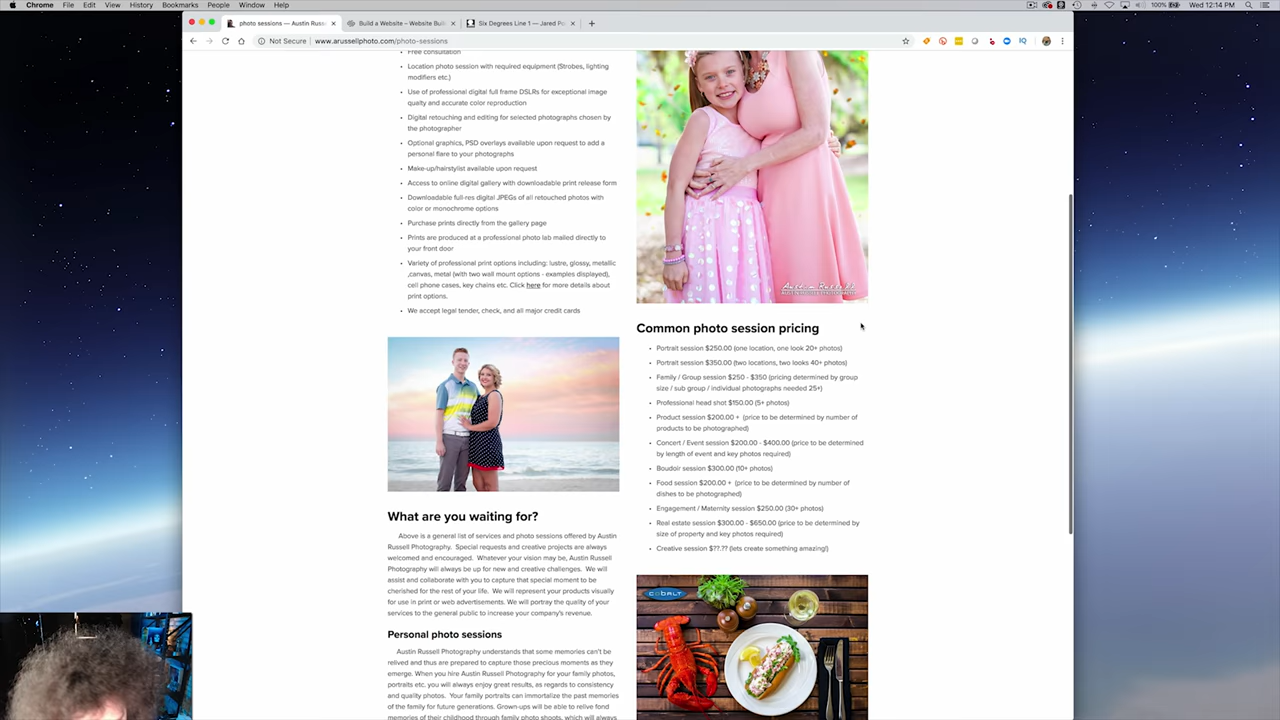 Chrome File Edit View History Bookmarks People Window Help
100% Wed 12:14 PM
photo sessions — Austin Rus
Build a Website – Website Buil
Six Degrees Line 1 — Jared Po
Not Secure www.arussellphoto.com/photo-sessions
Free consultation
Location photo session with required equipment (Strobes, lighting
modifiers etc.)
Use of professional digital full frame DSLRs for exceptional image
quality and accurate color reproduction
Digital retouching and editing for selected photographs chosen by
the photographer
Optional graphics, PSD overlays available upon request to add a
personal flare to your photographs
Make-up/hairstylist available upon request
Access to online digital gallery with downloadable print release form
Downloadable full-res digital JPEGs of all retouched photos with
color or monochrome options
Purchase prints directly from the gallery page
Prints are produced at a professional photo lab mailed directly to
your front door
Variety of professional print options including: lustre, glossy, metallic
,canvas, metal (with two wall mount options - examples displayed),
cell phone cases, key chains etc. Click here for more details about
print options.
We accept legal tender, check, and all major credit cards
What are you waiting for?
Above is a general list of services and photo sessions offered by Austin
Russell Photography. Special requests and creative projects are always
welcomed and encouraged. Whatever your vision may be, Austin Russell
Photography will always be up for new and creative challenges. We will
assist and collaborate with you to capture that special moment to be
cherished for the rest of your life. We will represent your products visually
for use in print or web advertisements. We will portray the quality of your
services to the general public to increase your company's revenue.
Personal photo sessions
Austin Russell Photography understands that some memories can't be
relived and thus are prepared to capture those precious moments as they
emerge. When you hire Austin Russell Photography for your family photos,
portraits etc. you will always enjoy great results, as regards to consistency
and quality photos. Your family portraits can immortalize the past memories
of the family for future generations. Grown-ups will be able to relive fond
memories of their childhood through family photo shoots, which will always
Austin Russell
Common photo session pricing
Portrait session $250.00 (one location, one look 20+ photos)
Portrait session $350.00 (two locations, two looks 40+ photos)
Family / Group session $250 - $350 (pricing determined by group
size / sub group / individual photographs needed 25+)
Professional head shot $150.00 (5+ photos)
Product session $200.00 + (price to be determined by number of
products to be photographed)
Concert / Event session $200.00 - $400.00 (price to be determined
by length of event and key photos required)
Boudoir session $300.00 (10+ photos)
Food session $200.00 + (price to be determined by number of
dishes to be photographed)
Engagement / Maternity session $250.00 (30+ photos)
Real estate session $300.00 - $650.00 (price to be determined by
size of property and key photos required)
Creative session $??.?? (lets create something amazing!)
COBALT